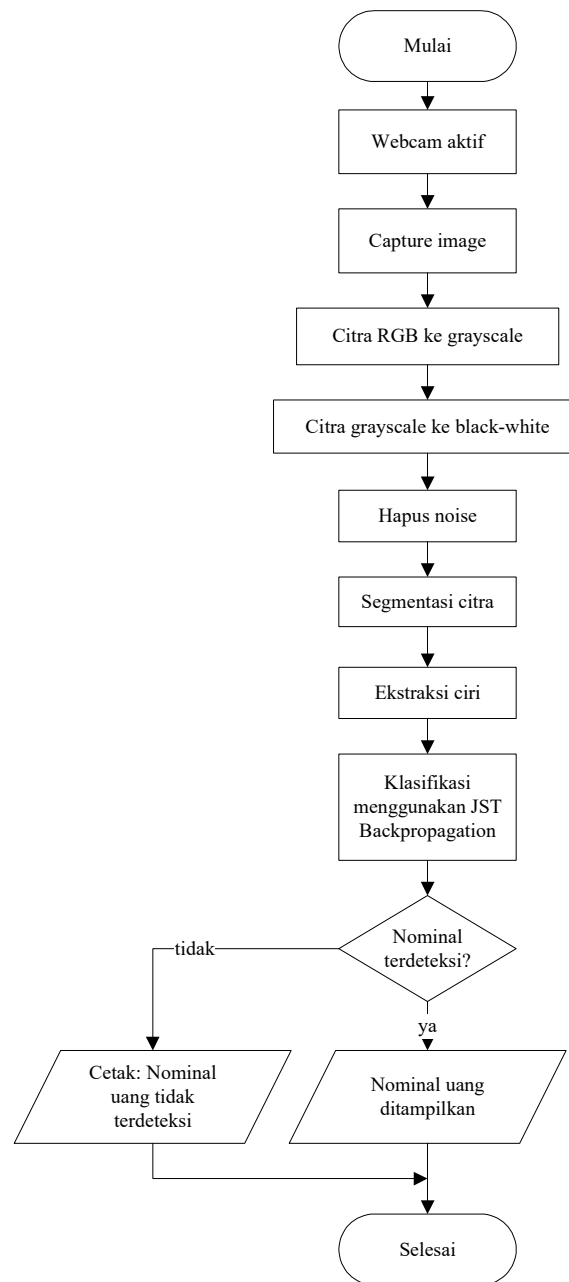 Mulai
Webcam aktif
Capture image
Citra RGB ke grayscale
Citra grayscale ke black-white
Hapus noise
Segmentasi citra
Ekstraksi ciri
Klasifikasi
menggunakan JST
Backpropagation
Nominal
terdeteksi?
tidak
ya
Cetak: Nominal
uang tidak
terdeteksi
Nominal uang
ditampilkan
Selesai